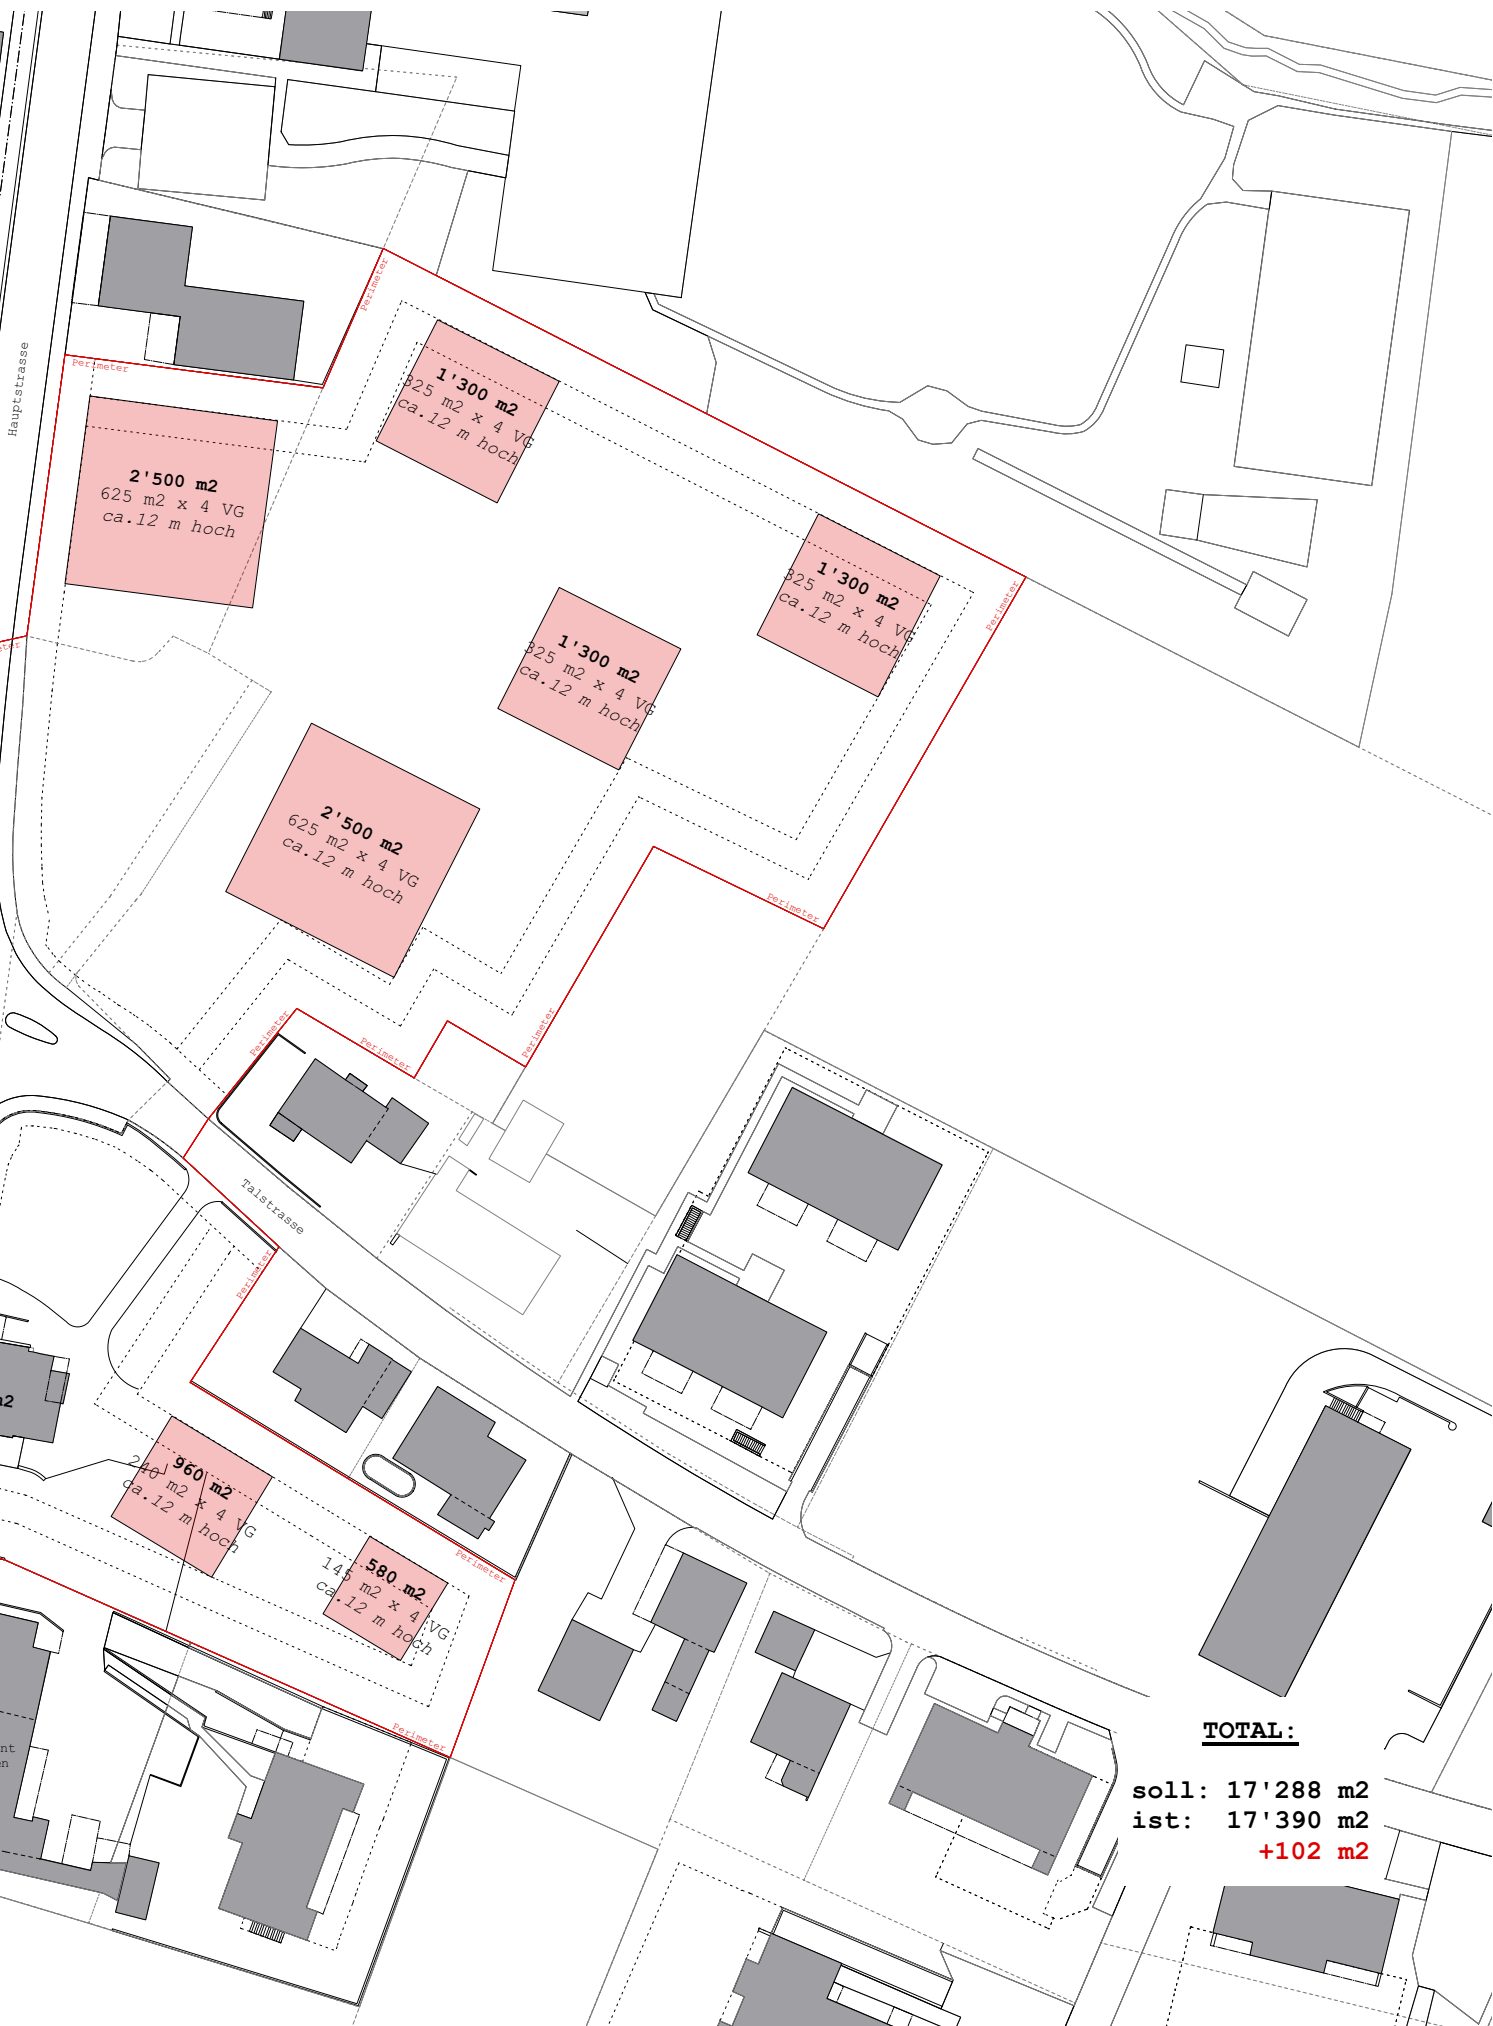 Hauptstrasse
Perimeter
Perimeter
1'300 m2
325 m2 x 4 VG
ca.12 m hoch
2'500 m2
625 m2 x 4 VG
ca.12 m hoch
1'300 m2
325 m2 x 4 VG
ca.12 m hoch
Perimeter
1'300 m2
325 m2 x 4 VG
ca.12 m hoch
2'500 m2
625 m2 x 4 VG
ca.12 m hoch
Perimeter
Perimeter
Perimeter
Perimeter
Talstrasse
Perimeter
m2
960 m2
240 m2 x 4 VG
ca.12 m hoch
580 m2
145 m2 x 4 VG
ca.12 m hoch
Perimeter
Perimeter
TOTAL:
soll: 17'288 m2
ist: 17'390 m2
+102 m2